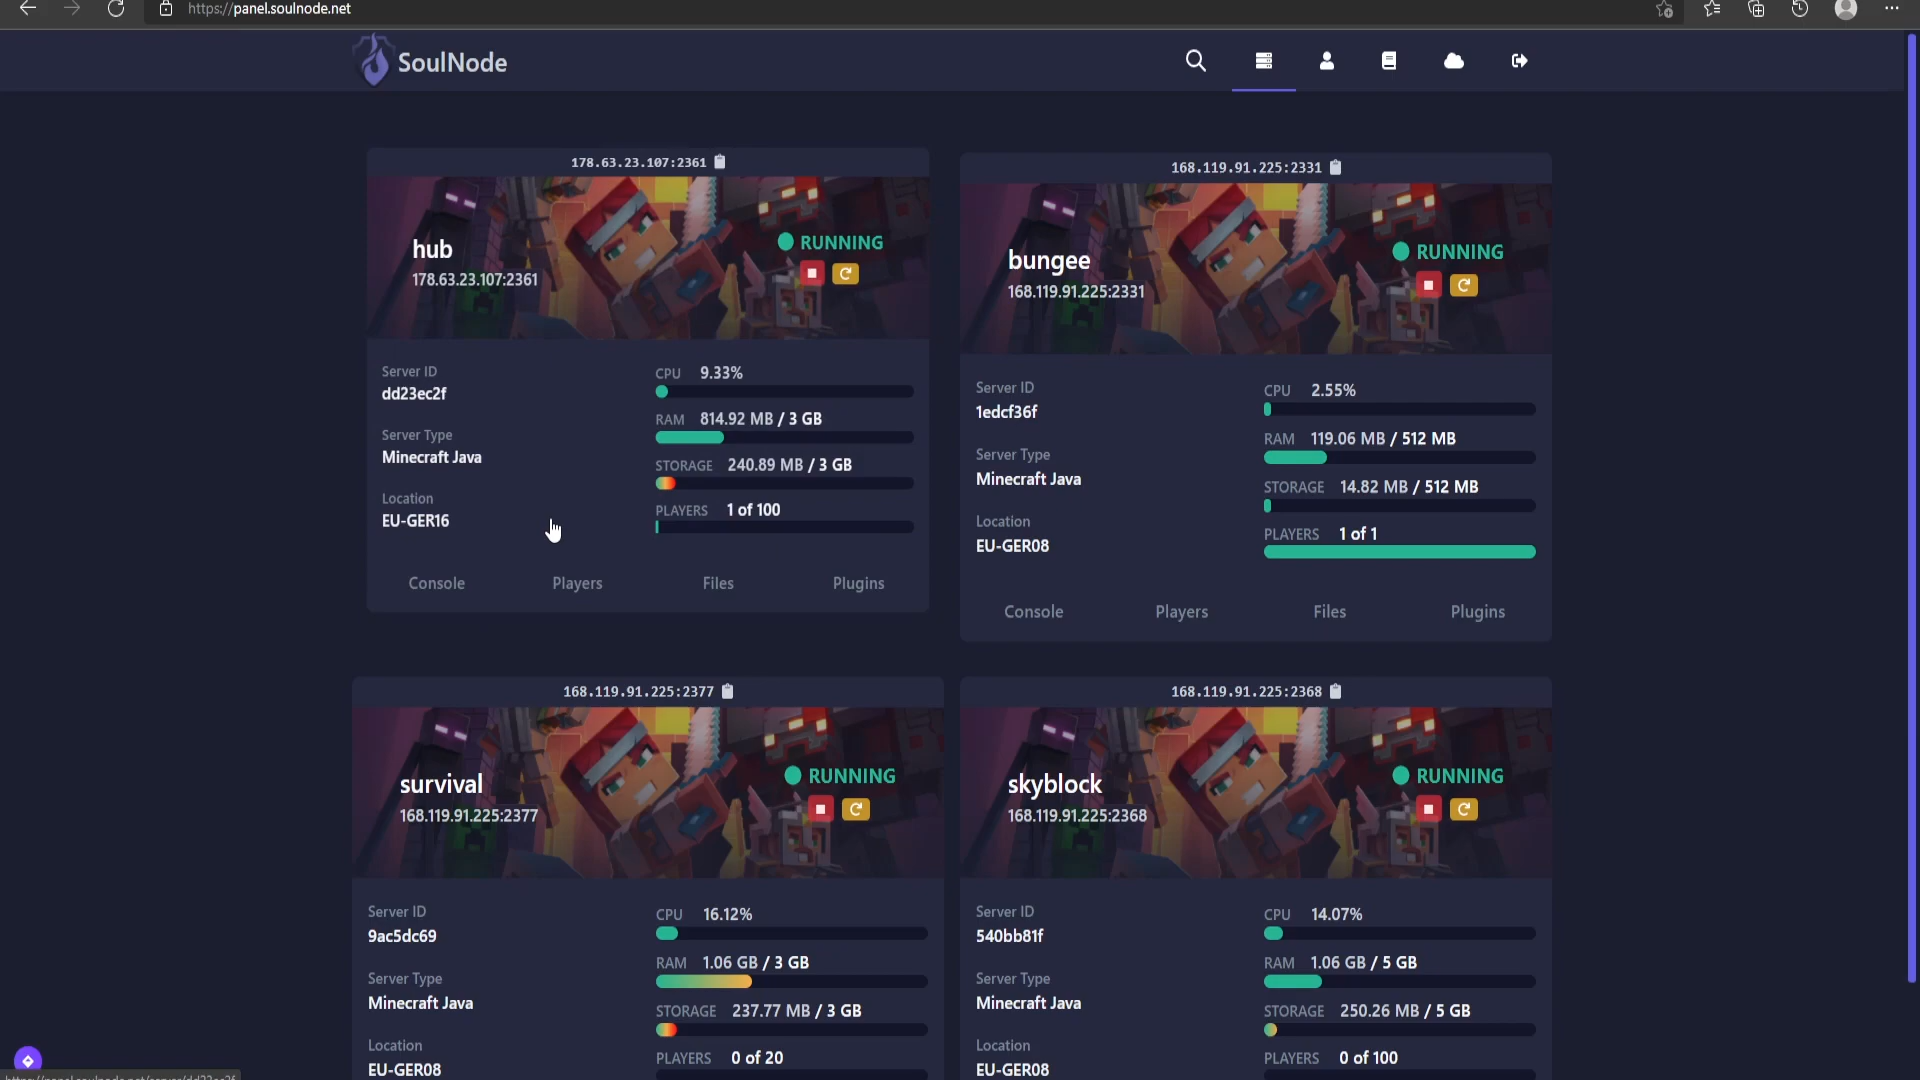 https://panel.soulnode.net
SoulNode
178.63.23.107:2361
hub
178.63.23.107:2361
RUNNING
Server ID
dd23ec2f
Server Type
Minecraft Java
Location
EU-GER16
CPU 9.33%
RAM 814.92 MB / 3 GB
STORAGE 240.89 MB / 3 GB
PLAYERS 1 of 100
Console Players Files Plugins
168.119.91.225:2331
bungee
168.119.91.225:2331
RUNNING
Server ID
1edcf36f
Server Type
Minecraft Java
Location
EU-GER08
CPU 2.55%
RAM 119.06 MB / 512 MB
STORAGE 14.82 MB / 512 MB
PLAYERS 1 of 1
Console Players Files Plugins
168.119.91.225:2377
survival
168.119.91.225:2377
RUNNING
Server ID
9ac5dc69
Server Type
Minecraft Java
Location
EU-GER08
CPU 16.12%
RAM 1.06 GB / 3 GB
STORAGE 237.77 MB / 3 GB
PLAYERS 0 of 20
168.119.91.225:2368
skyblock
168.119.91.225:2368
RUNNING
Server ID
540bb81f
Server Type
Minecraft Java
Location
EU-GER08
CPU 14.07%
RAM 1.06 GB / 5 GB
STORAGE 250.26 MB / 5 GB
PLAYERS 0 of 100